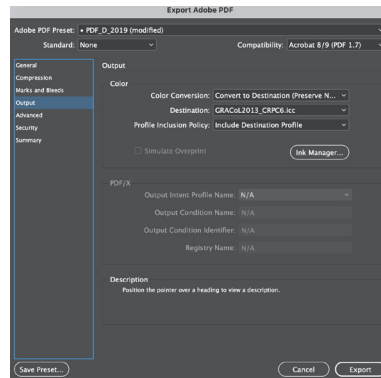 Export Adobe PDF
Adobe PDF Preset: • PDF_D_2019 (modified)
Standard: None
Compatibility: Acrobat 8/9 (PDF 1.7)
General
Compression
Marks and Bleeds
Output
Advanced
Security
Summary
Output
Color
Color Conversion: Convert to Destination (Preserve N...
Destination: GRACoL2013_CRPC6.icc
Profile Inclusion Policy: Include Destination Profile
Simulate Overprint
Ink Manager...
PDF/X
Output Intent Profile Name: N/A
Output Condition Name: N/A
Output Condition Identifier: N/A
Registry Name: N/A
Description
Position the pointer over a heading to view a description.
Save Preset...
Cancel
Export